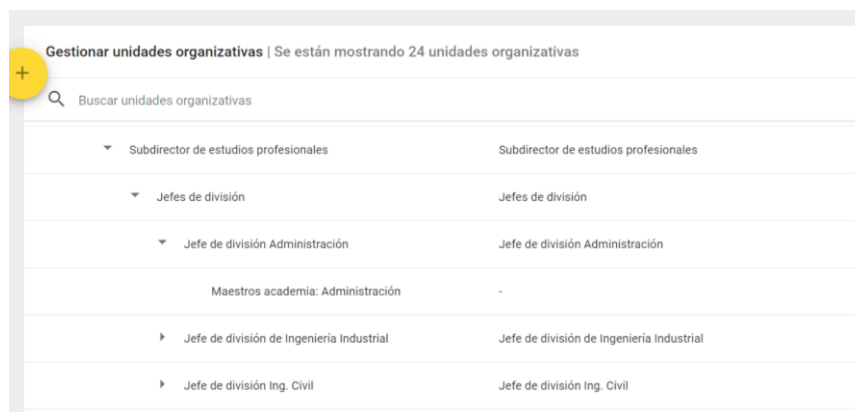 Gestionar unidades organizativas | Se están mostrando 24 unidades organizativas
+
Buscar unidades organizativas
Subdirector de estudios profesionales Subdirector de estudios profesionales
Jefes de división Jefes de división
Jefe de división Administración Jefe de división Administración
Maestros academia: Administración -
Jefe de división de Ingeniería Industrial Jefe de división de Ingeniería Industrial
Jefe de división Ing. Civil Jefe de división Ing. Civil